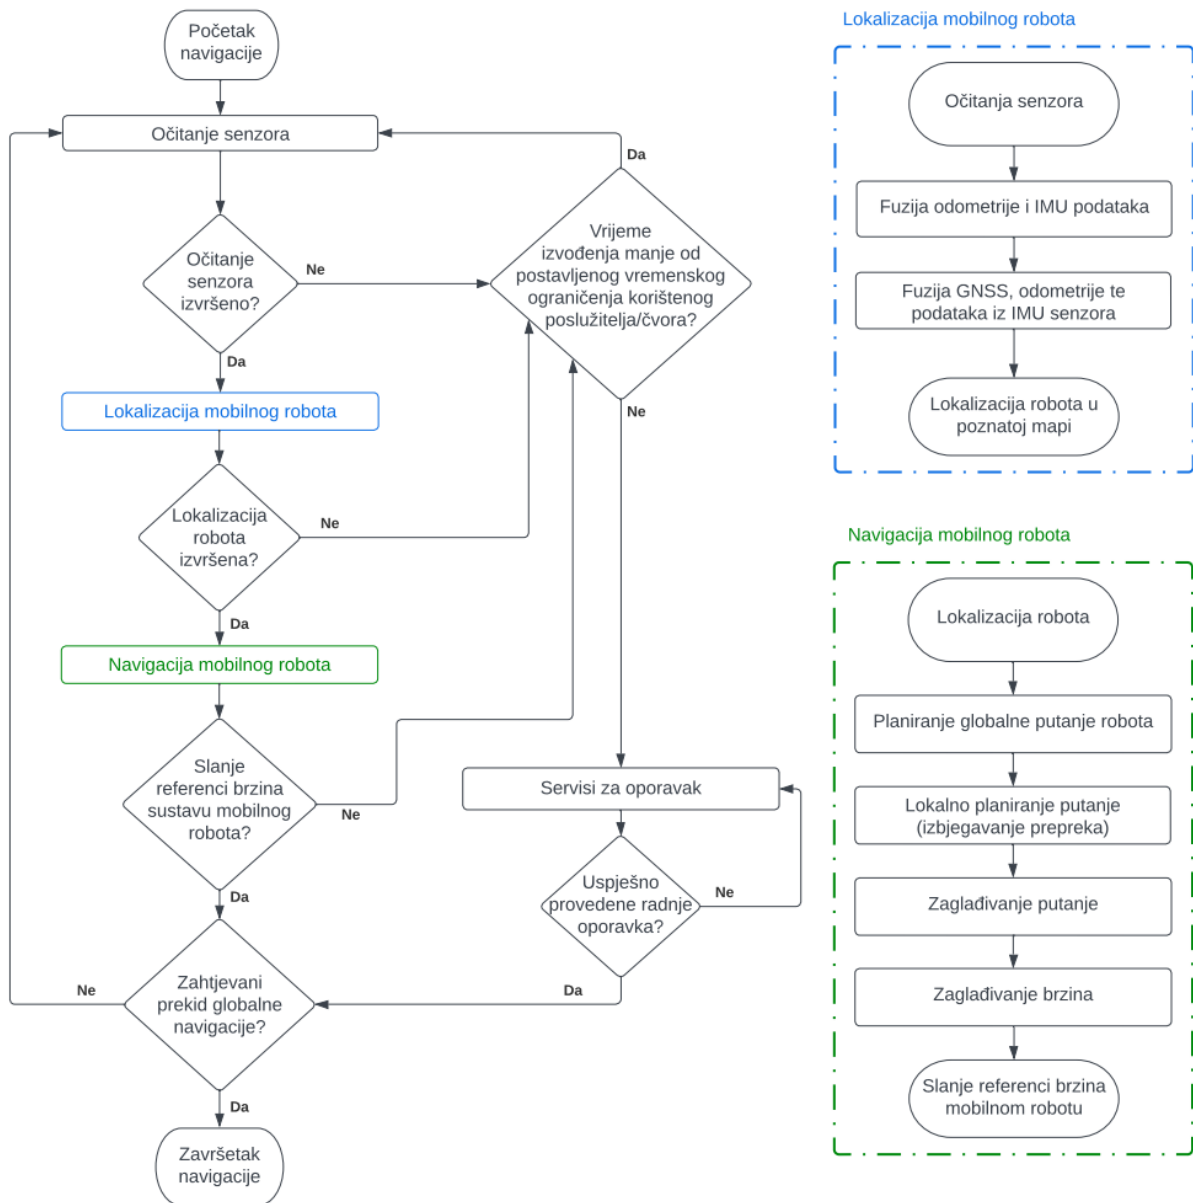 Početak
navigacije
Očitanje senzora
Očitanje
senzora
izvršeno?
Ne
Da
Vrijeme
izvođenja manje od
postavljenog vremenskog
ograničenja korištenog
poslužitelja/čvora?
Da
Ne
Lokalizacija mobilnog robota
Lokalizacija
robota
izvršena?
Ne
Da
Navigacija mobilnog robota
Slanje
referenci brzina
sustavu mobilnog
robota?
Ne
Da
Servisi za oporavak
Uspješno
provedene radnje
oporavka?
Ne
Da
Zahtjevani
prekid globalne
navigacije?
Ne
Da
Završetak
navigacije
Lokalizacija mobilnog robota
Očitanja senzora
Fuzija odometrije i IMU podataka
Fuzija GNSS, odometrije te
podataka iz IMU senzora
Lokalizacija robota u
poznatoj mapi
Navigacija mobilnog robota
Lokalizacija robota
Planiranje globalne putanje robota
Lokalno planiranje putanje
(izbjegavanje prepreka)
Zaglađivanje putanje
Zaglađivanje brzina
Slanje referenci brzina
mobilnom robotu